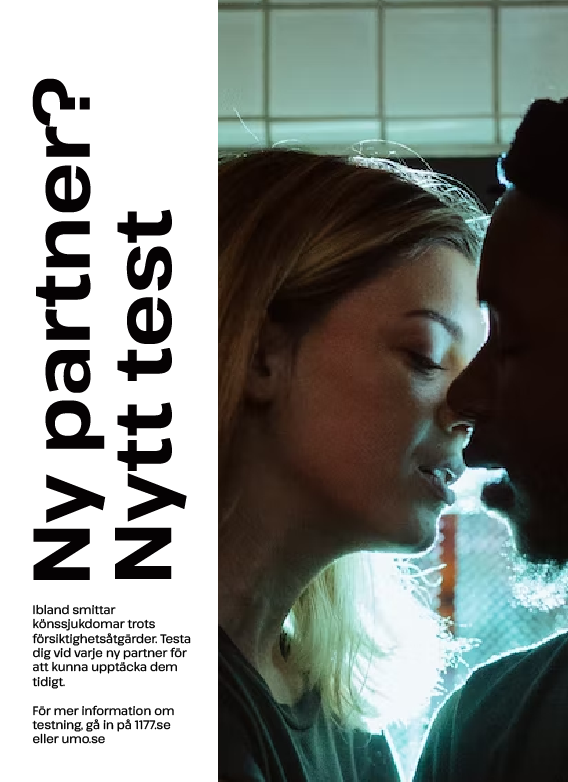 Ny partner?
Nytt test
Ibland smittar
könssjukdomar trots
försiktighetsåtgärder. Testa
dig vid varje ny partner för
att kunna upptäcka dem
tidigt.
För mer information om
testning, gå in på 1177.se
eller umo.se